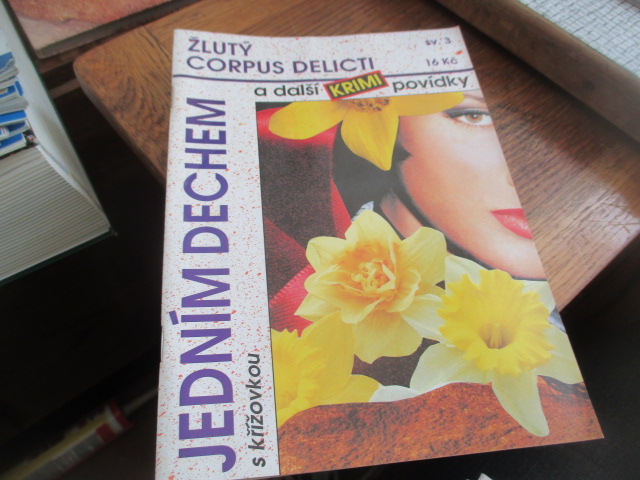 ŽLUTÝ
CORPUS DELICTI
sv. 3
16 Kč
a další KRIMI povídky
JEDNÍM DECHEM
s křížovkou